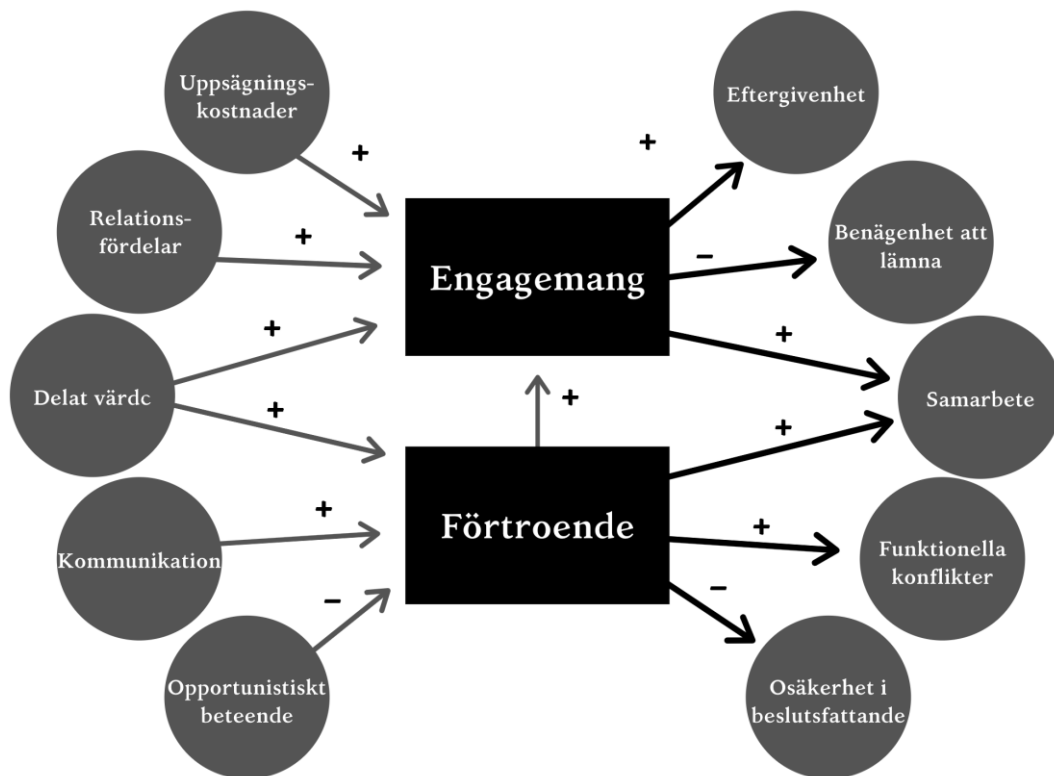 Uppsägnings-
kostnader
+
Relations-
fördelar
+
Delat värdc
+
+
Kommunikation
+
Opportunistiskt
beteende
–
Engagemang
+
Förtroende
+
Eftergivenhet
–
Benägenhet att
lämna
+
+
Samarbete
+
Funktionella
konflikter
–
Osäkerhet i
beslutsfattande